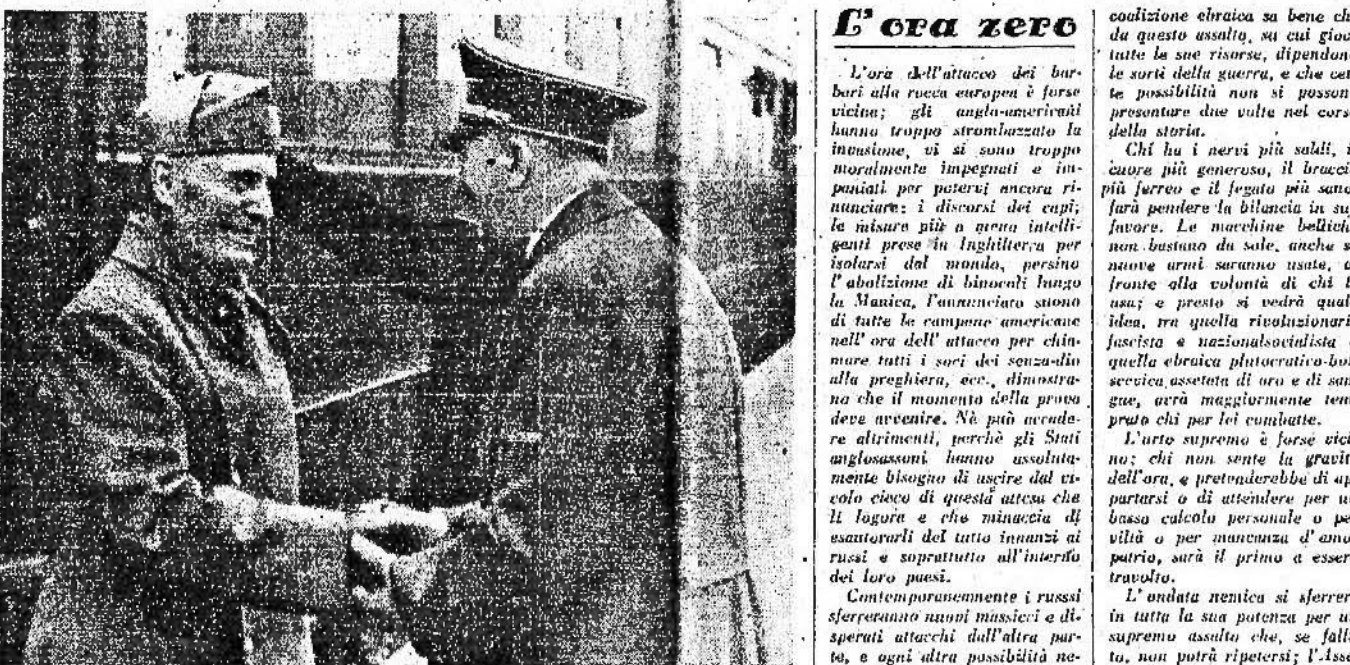 L'ora zero
L'ora dell'attacco dei bar-
bari alla rocca europea è forse
vicina; gli anglo-americani
hanno troppo strombazzato la
invasione, vi si sono troppo
moralmente impegnati e im-
paniati per potervi ancora ri-
nunciare: i discorsi dei capi,
le misure più o meno intelli-
genti prese in Inghilterra per
isolarsi dal mondo, persino
l'abolizione di binocoli lungo
la Manica, l'annunciato suono
di tutte le campane americane
nell'ora dell'attacco per chia-
mare tutti i soci dei senza-dio
alla preghiera, ecc., dimostra-
no che il momento della prova
deve avvenire. Nè può accade-
re altrimenti, perchè gli Stati
anglosassoni hanno assoluta-
mente bisogno di uscire dal vi-
colo cieco di questa attesa che
li logora e che minaccia di
esautorarli del tutto innanzi ai
russi e soprattutto all'interno
dei loro paesi.
Contemporanemnente i russsi
sferreranno nuovi massicci e di-
sperati attacchi dall'altra par-
te, e ogni altra possibilità ne-
coalizione ebraica sa bene ch
da questo assalto, su cui gioc
tutte le sue risorse, dipendon
le sorti della guerra, e che cer
te possibilità non si posson
presentare due volte nel cors
della storia.
Chi ha i nervi più saldi, i
cuore più generoso, il bracci
più ferreo e il fegato più sano
farà pendere la bilancia in su
favore. Le macchine bellich
non bastano da sole, anche s
nuove armi saranno usate, d
fronte alla volontà di chi l
usa; e presto si vedrà qual
idea, tra quella rivoluzionari
fascista e nazionalsocialista
quella ebraica plutocratico-bol
scevica assetata di oro e di san
gue, avrà maggiormente tem
prato chi per lei combatte.
L'urto supremo è forse vici
no; chi non sente la gravit
dell'ora, e pretenderebbe di ap
partarsi o di attendere per u
basso calcolo personale o pe
viltà o per mancanza d'amo
patrio, sarà il primo a esser
travolto.
L'ondata nemica si sferrer
in tutta la sua potenza per u
supremo assalto che, se falli
to, non potrà ripetersi; l'Asse